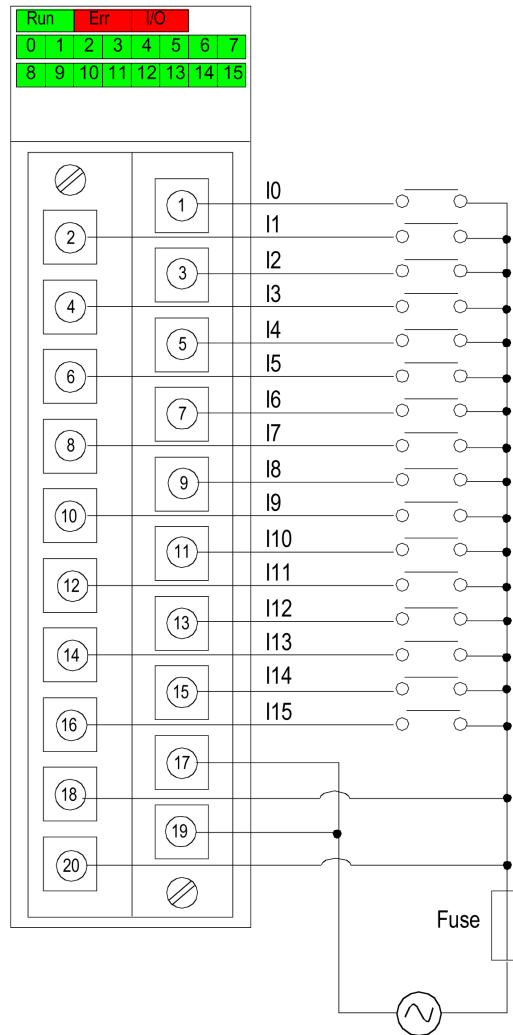 Run Err I/O
0 1 2 3 4 5 6 7
8 9 10 11 12 13 14 15
1 I0
2 I1
3 I2
4 I3
5 I4
6 I5
7 I6
8 I7
9 I8
10 I9
11 I10
12 I11
13 I12
14 I13
15 I14
16 I15
17
18
19
20
Fuse